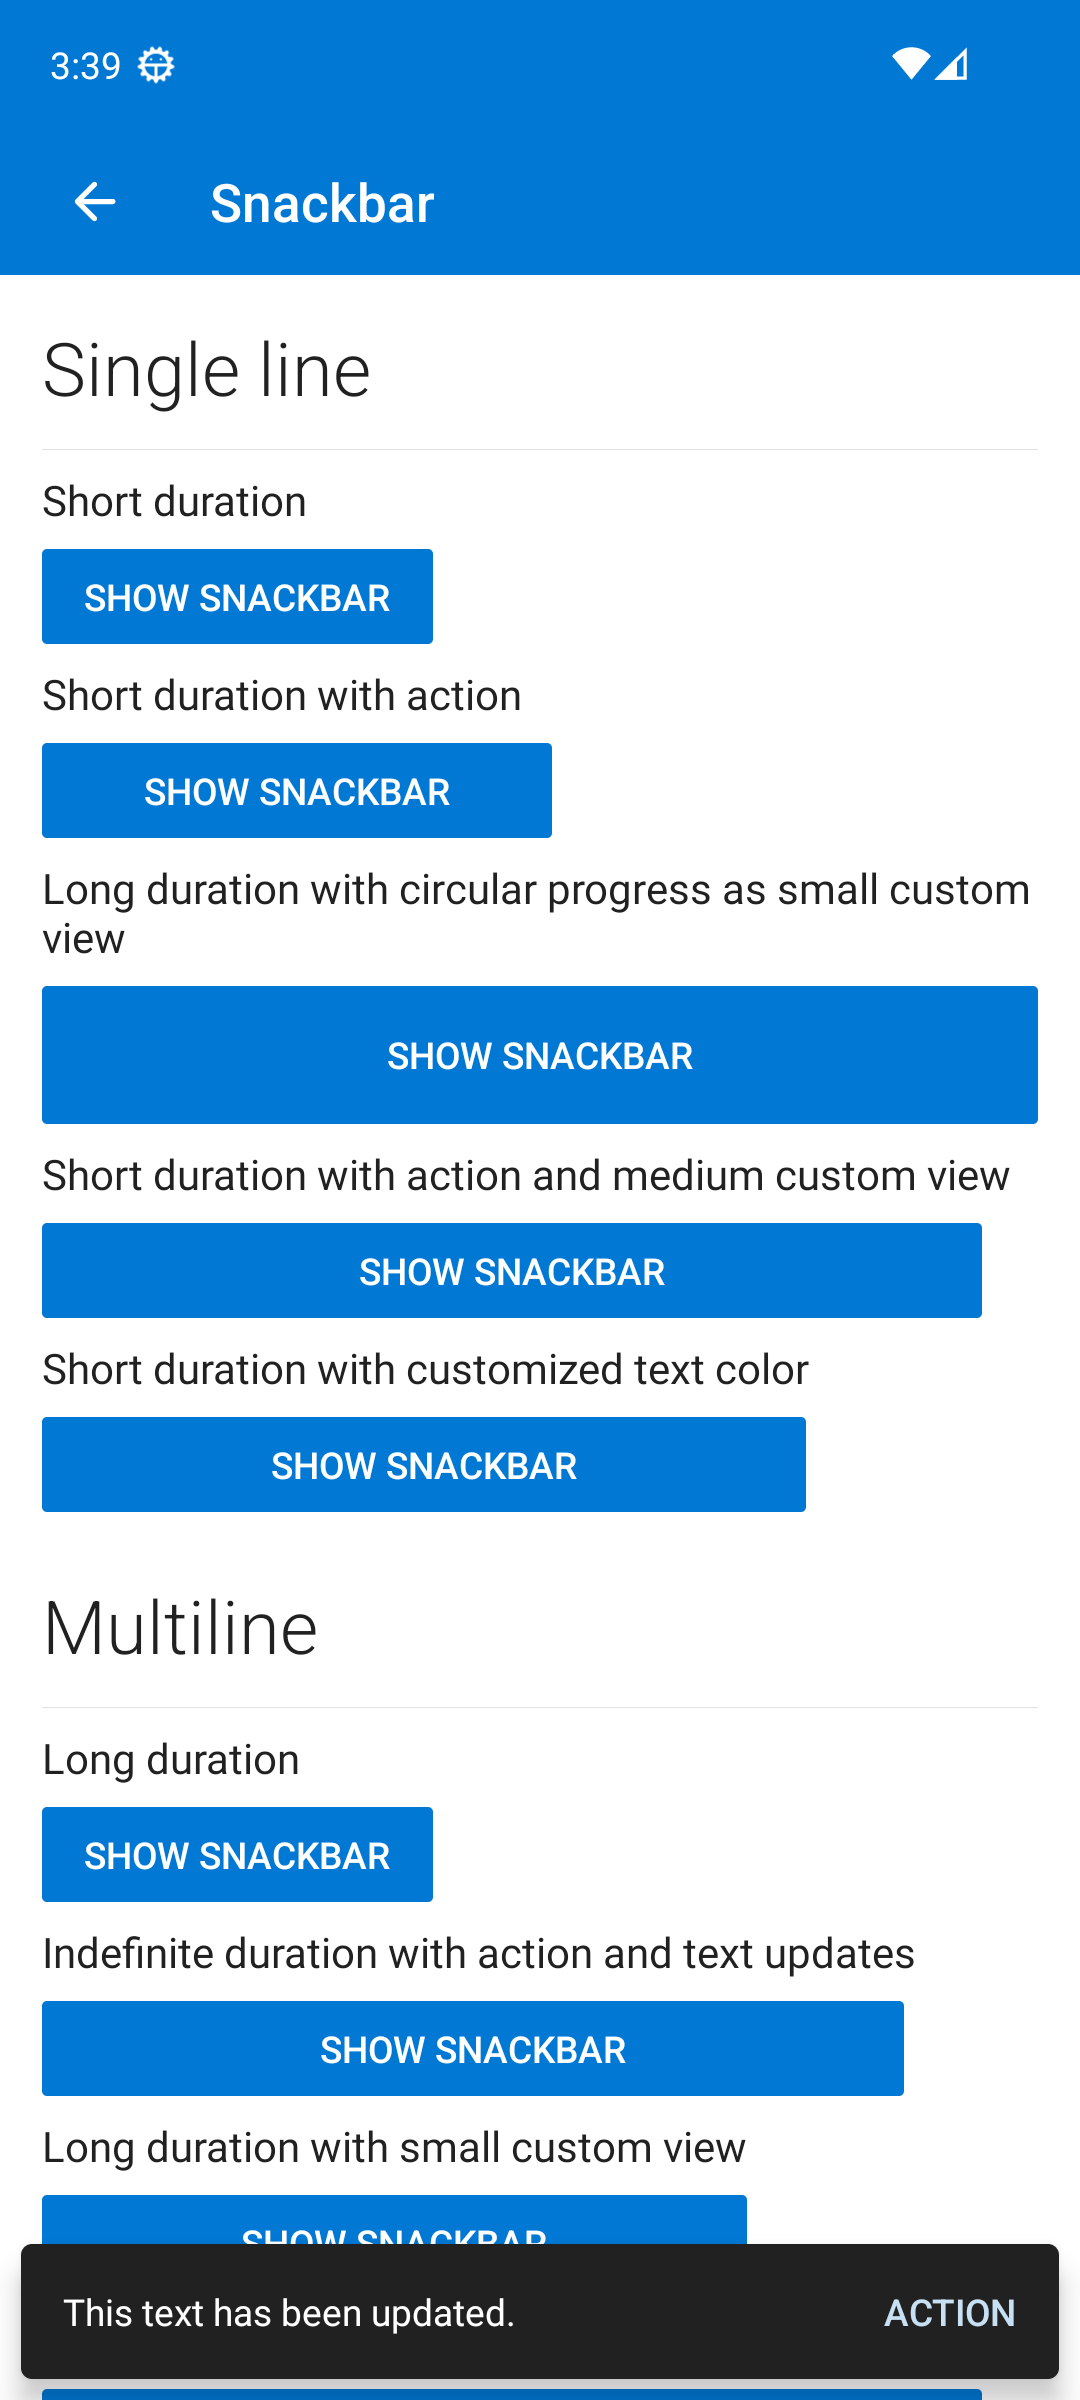 3:39
Snackbar
Single line
Short duration
SHOW SNACKBAR
Short duration with action
SHOW SNACKBAR
Long duration with circular progress as small custom
view
SHOW SNACKBAR
Short duration with action and medium custom view
SHOW SNACKBAR
Short duration with customized text color
SHOW SNACKBAR
Multiline
Long duration
SHOW SNACKBAR
Indefinite duration with action and text updates
SHOW SNACKBAR
Long duration with small custom view
SHOW SNACKBAR
This text has been updated.
ACTION